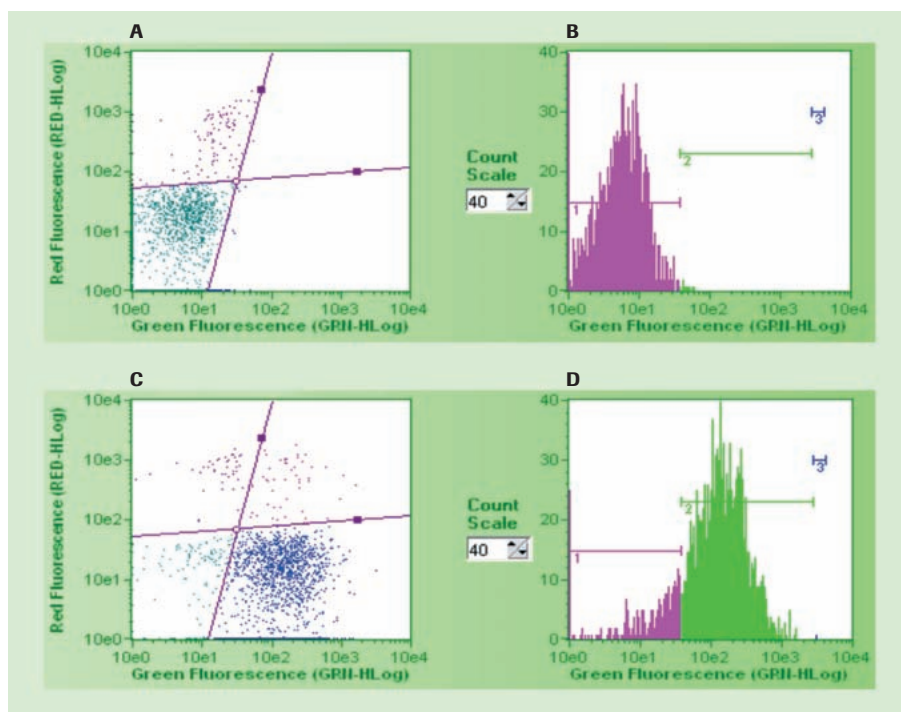 A
B
10e4
10e3
10e2
10e1
10e0
Red Fluorescence (RED-HLog)
10e0 10e1 10e2 10e3 10e4
Green Fluorescence (GRN-HLog)
Count
Scale
40
40
30
20
10
0
1
2
3
10e0 10e1 10e2 10e3 10e4
Green Fluorescence (GRN-HLog)
C
D
10e4
10e3
10e2
10e1
10e0
Red Fluorescence (RED-HLog)
10e0 10e1 10e2 10e3 10e4
Green Fluorescence (GRN-HLog)
Count
Scale
40
40
30
20
10
0
1
2
3
10e0 10e1 10e2 10e3 10e4
Green Fluorescence (GRN-HLog)